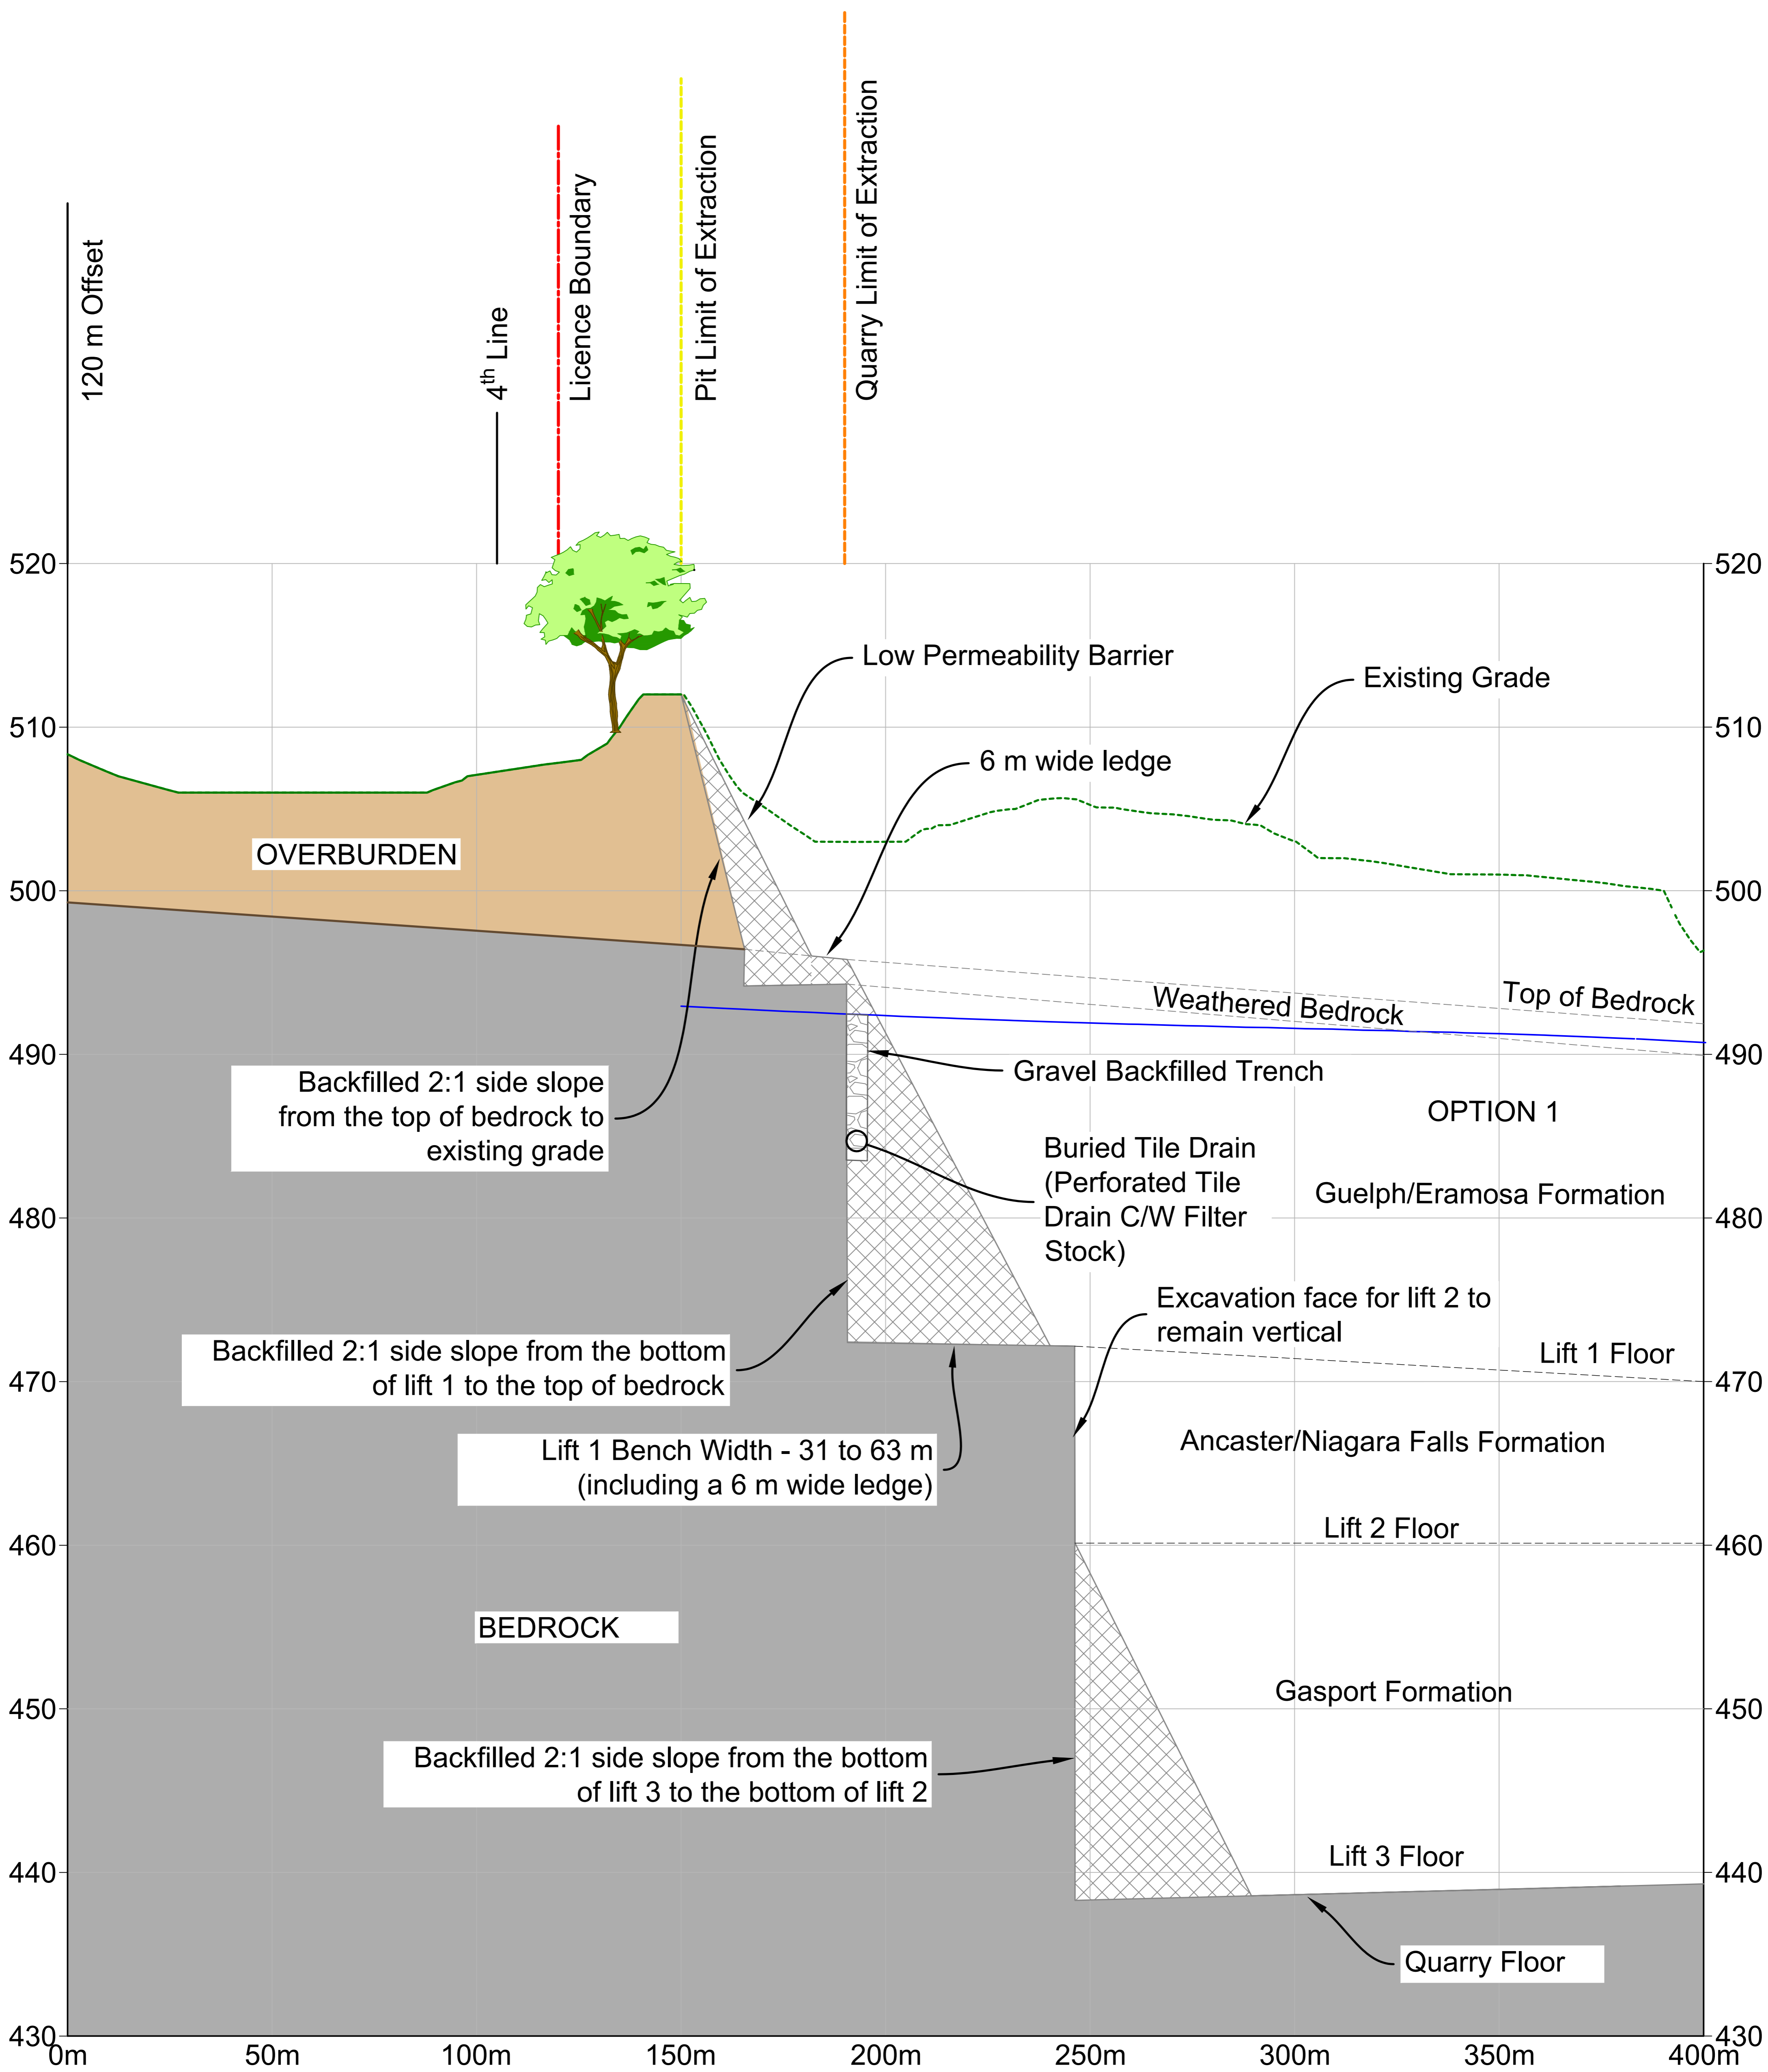 120 m Offset
4th Line
Licence Boundary
Pit Limit of Extraction
Quarry Limit of Extraction
520
520
Low Permeability Barrier
Existing Grade
510
510
6 m wide ledge
OVERBURDEN
500
500
Top of Bedrock
Weathered Bedrock
490
490
Gravel Backfilled Trench
Backfilled 2:1 side slope
from the top of bedrock to
existing grade
OPTION 1
Buried Tile Drain
(Perforated Tile
Drain C/W Filter
Stock)
Guelph/Eramosa Formation
480
480
Excavation face for lift 2 to
remain vertical
Backfilled 2:1 side slope from the bottom
of lift 1 to the top of bedrock
Lift 1 Floor
470
470
Lift 1 Bench Width - 31 to 63 m
(including a 6 m wide ledge)
Ancaster/Niagara Falls Formation
Lift 2 Floor
460
460
BEDROCK
Gasport Formation
450
450
Backfilled 2:1 side slope from the bottom
of lift 3 to the bottom of lift 2
Lift 3 Floor
440
440
Quarry Floor
430
430
0m
50m
100m
150m
200m
250m
300m
350m
400m